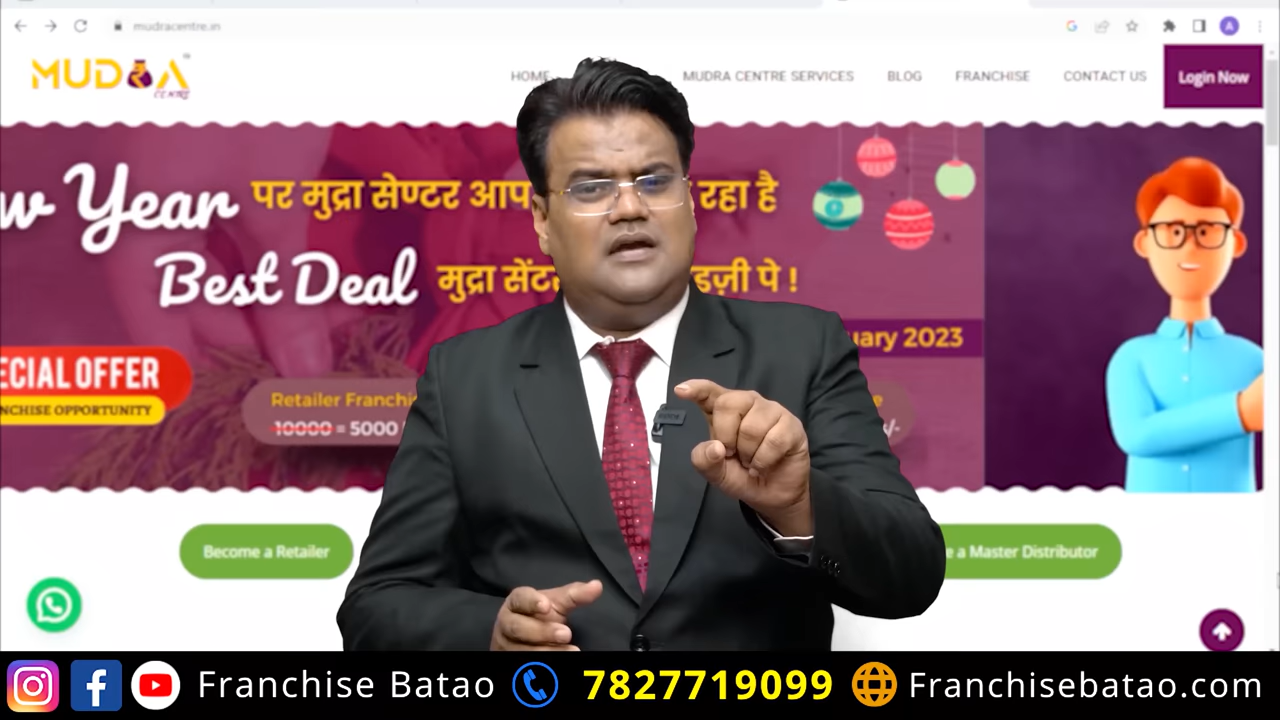 mudracentre.in
MUDRA
CENTRE
HOME
MUDRA CENTRE SERVICES
BLOG
FRANCHISE
CONTACT US
Login Now
w Year पर मुद्रा सेण्टर आप रहा है
Best Deal मुद्रा सें ज़ी पे !
uary 2023
ECIAL OFFER
NCHISE OPPORTUNITY
Retailer Franchi
10000 = 5000
e
/-
Become a Retailer
e a Master Distributor
Franchise Batao 7827719099 Franchisebatao.com